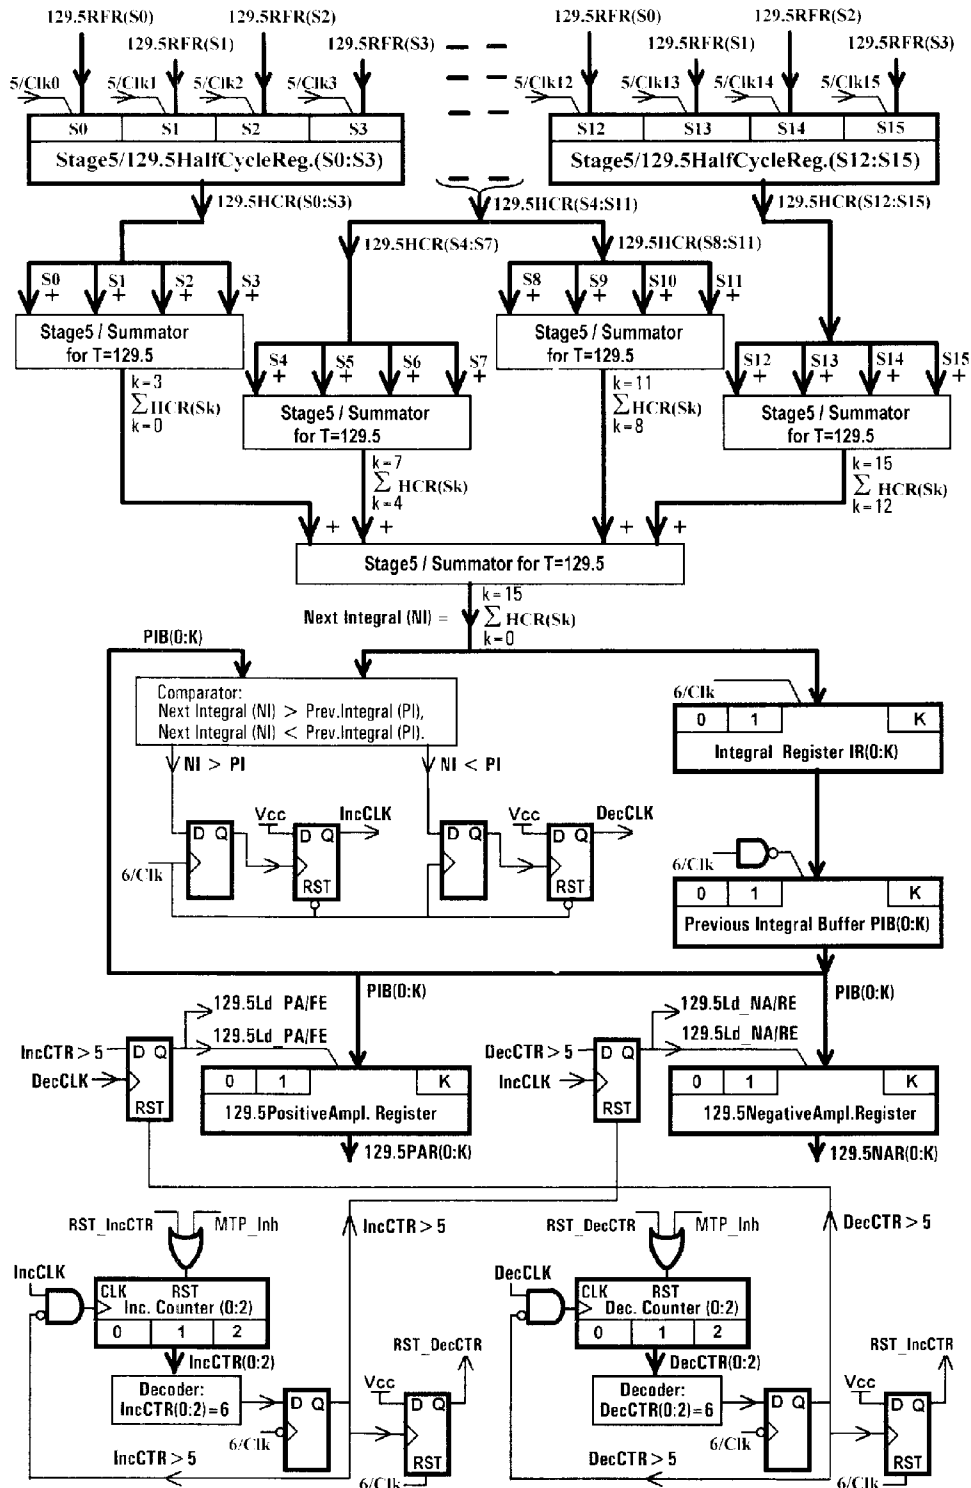 129.5RFR(S0)
129.5RFR(S2)
129.5RFR(S1)
129.5RFR(S3)
129.5RFR(S0)
129.5RFR(S2)
129.5RFR(S1)
129.5RFR(S3)
5/Clk0
5/Clk1
5/Clk2
5/Clk3
5/Clk12
5/Clk13
5/Clk14
5/Clk15
S0 S1 S2 S3
Stage5/129.5HalfCycleReg.(S0:S3)
S12 S13 S14 S15
Stage5/129.5HalfCycleReg.(S12:S15)
129.5HCR(S0:S3)
129.5HCR(S4:S11)
129.5HCR(S12:S15)
129.5HCR(S4:S7)
129.5HCR(S8:S11)
S0 S1 S2 S3
+ + + +
S8 S9 S10 S11
+ + + +
Stage5 / Summator
for T=129.5
Stage5 / Summator
for T=129.5
S4 S5 S6 S7
+ + + +
S12 S13 S14 S15
+ + + +
k=3
∑HCR(Sk)
k=0
k=11
∑HCR(Sk)
k=8
Stage5 / Summator
for T=129.5
Stage5 / Summator
for T=129.5
k=7
∑ HCR(Sk)
k=4
k=15
∑ HCR(Sk)
k=12
+ + + +
Stage5 / Summator for T=129.5
k=15
Next Integral (NI) = ∑HCR(Sk)
k=0
PIB(0:K)
Comparator:
Next Integral (NI) > Prev.Integral (PI),
Next Integral (NI) < Prev.Integral (PI).
6/Clk
0 1 K
Integral Register IR(0:K)
NI > PI
NI < PI
Vcc
IncCLK
Vcc
DecCLK
D Q
D Q
D Q
D Q
6/Clk
RST
RST
6/Clk
0 1 K
Previous Integral Buffer PIB(0:K)
PIB(0:K)
PIB(0:K)
129.5Ld_PA/FE
129.5Ld_PA/FE
129.5Ld_NA/RE
129.5Ld_NA/RE
IncCTR>5
D Q
DecCLK
RST
DecCTR>5
D Q
IncCLK
RST
0 1 K
129.5PositiveAmpl. Register
0 1 K
129.5NegativeAmpl.Register
129.5PAR(0:K)
129.5NAR(0:K)
RST_IncCTR
MTP_Inh
IncCTR>5
RST_DecCTR
MTP_Inh
DecCTR>5
IncCLK
CLK RST
Inc. Counter (0:2)
0 1 2
DecCLK
CLK RST
Dec. Counter (0:2)
0 1 2
IncCTR(0:2)
RST_DecCTR
DecCTR(0:2)
RST_IncCTR
Decoder:
IncCTR(0:2)=6
D Q
Vcc
D Q
Decoder:
DecCTR(0:2)=6
D Q
Vcc
D Q
6/Clk
RST
6/Clk
RST
IncCTR>5
6/Clk
DecCTR>5
6/Clk